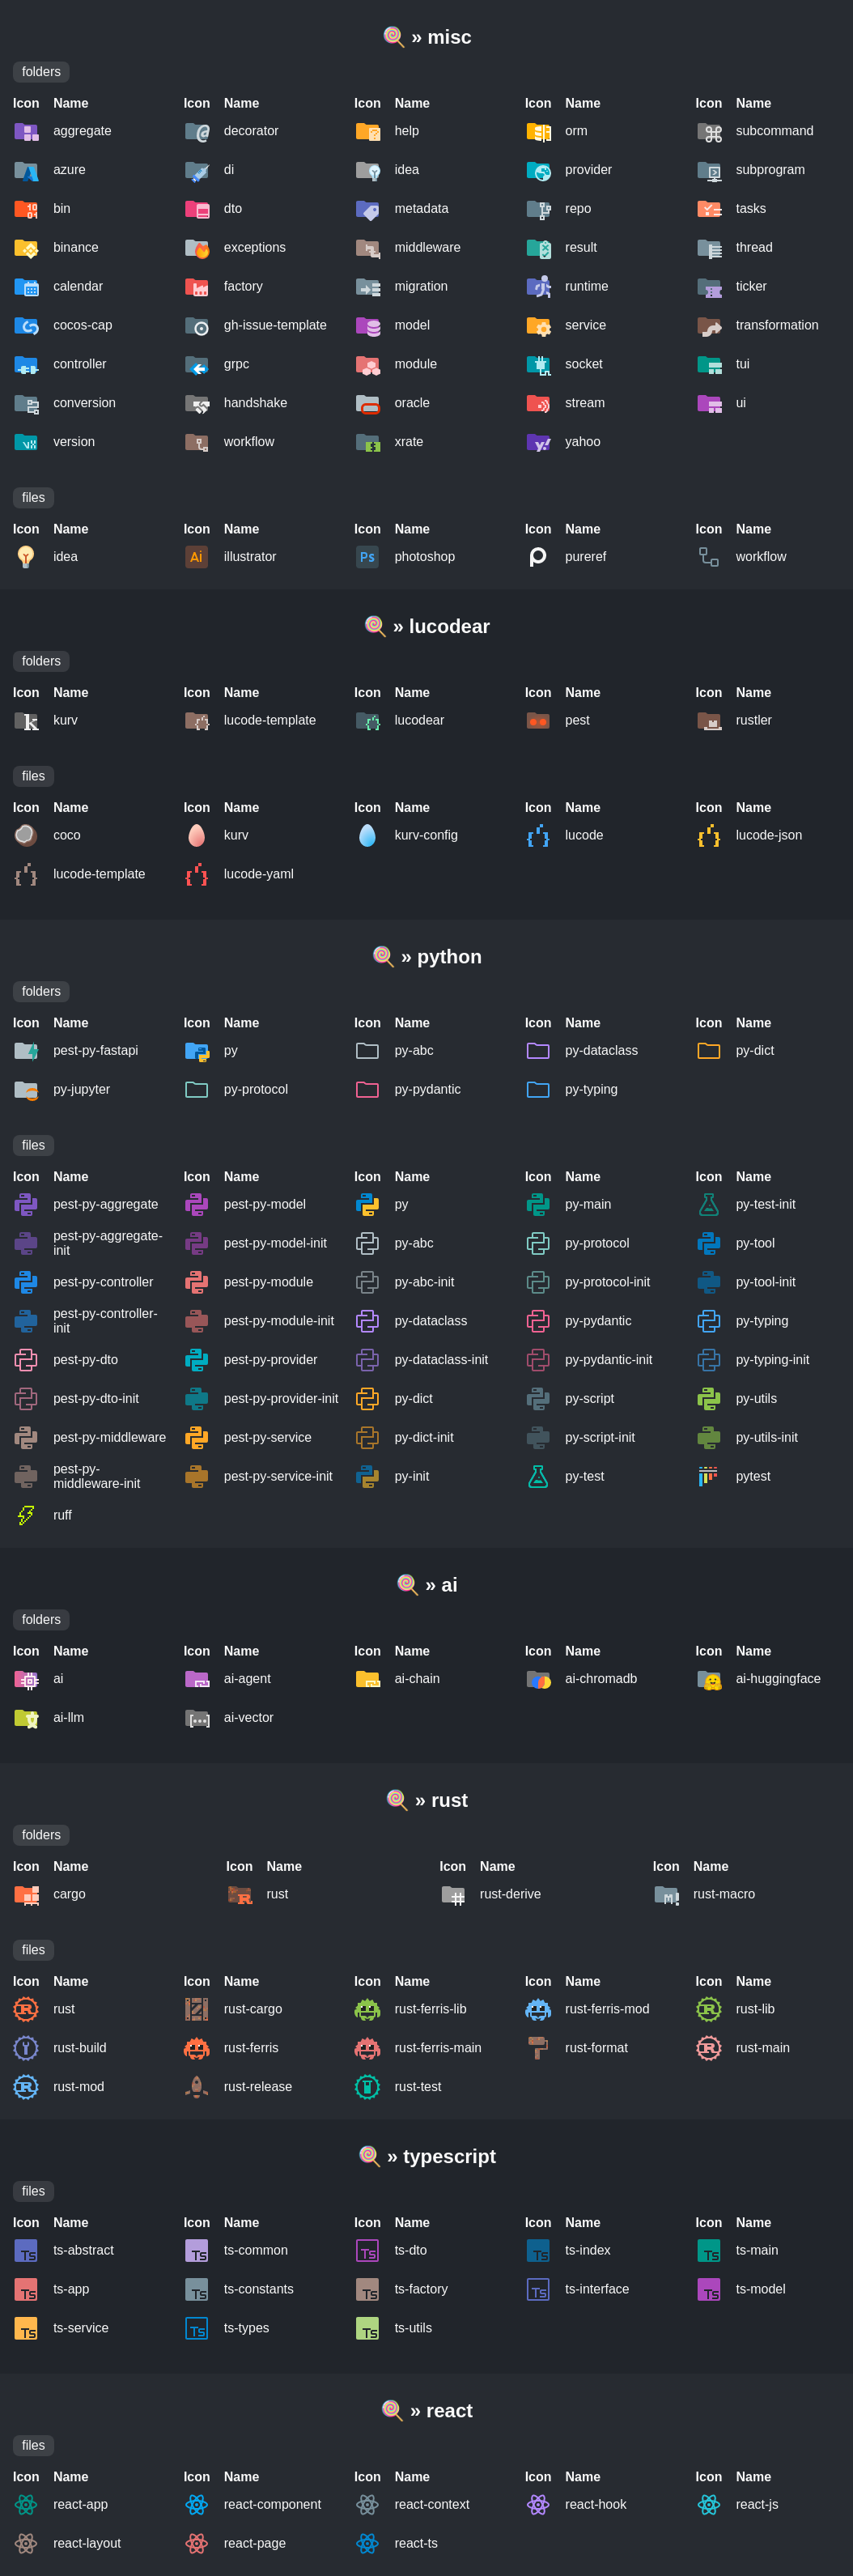 » misc
folders
Icon Name Icon Name Icon Name Icon Name Icon Name
aggregate decorator help orm subcommand
azure di idea provider subprogram
bin dto metadata repo tasks
binance exceptions middleware result thread
calendar factory migration runtime ticker
cocos-cap gh-issue-template model service transformation
controller grpc module socket tui
conversion handshake oracle stream ui
version workflow xrate yahoo
files
Icon Name Icon Name Icon Name Icon Name Icon Name
idea illustrator photoshop pureref workflow
» lucodear
folders
Icon Name Icon Name Icon Name Icon Name Icon Name
kurv lucode-template lucodear pest rustler
files
Icon Name Icon Name Icon Name Icon Name Icon Name
coco kurv kurv-config lucode lucode-json
lucode-template lucode-yaml
» python
folders
Icon Name Icon Name Icon Name Icon Name Icon Name
pest-py-fastapi py py-abc py-dataclass py-dict
py-jupyter py-protocol py-pydantic py-typing
files
Icon Name Icon Name Icon Name Icon Name Icon Name
pest-py-aggregate pest-py-model py py-main py-test-init
pest-py-aggregate-
init pest-py-model-init py-abc py-protocol py-tool
pest-py-controller pest-py-module py-abc-init py-protocol-init py-tool-init
pest-py-controller-
init pest-py-module-init py-dataclass py-pydantic py-typing
pest-py-dto pest-py-provider py-dataclass-init py-pydantic-init py-typing-init
pest-py-dto-init pest-py-provider-init py-dict py-script py-utils
pest-py-middleware pest-py-service py-dict-init py-script-init py-utils-init
pest-py-
middleware-init pest-py-service-init py-init py-test pytest
ruff
» ai
folders
Icon Name Icon Name Icon Name Icon Name Icon Name
ai ai-agent ai-chain ai-chromadb ai-huggingface
ai-llm ai-vector
» rust
folders
Icon Name Icon Name Icon Name Icon Name
cargo rust rust-derive rust-macro
files
Icon Name Icon Name Icon Name Icon Name Icon Name
rust rust-cargo rust-ferris-lib rust-ferris-mod rust-lib
rust-build rust-ferris rust-ferris-main rust-format rust-main
rust-mod rust-release rust-test
» typescript
files
Icon Name Icon Name Icon Name Icon Name Icon Name
ts-abstract ts-common ts-dto ts-index ts-main
ts-app ts-constants ts-factory ts-interface ts-model
ts-service ts-types ts-utils
» react
files
Icon Name Icon Name Icon Name Icon Name Icon Name
react-app react-component react-context react-hook react-js
react-layout react-page react-ts